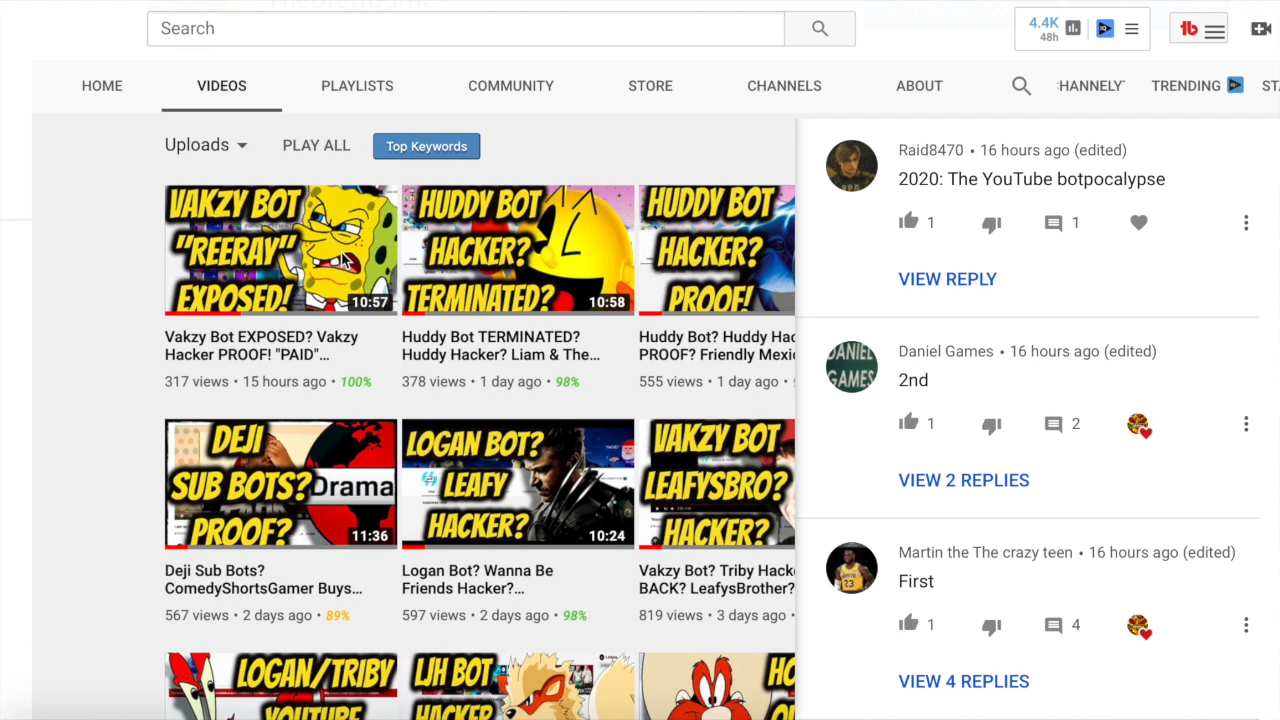 TheBrettDomz
Search
4.4K
48h
HOME
VIDEOS
PLAYLISTS
COMMUNITY
STORE
CHANNELS
ABOUT
HANNELY
TRENDING
Uploads
PLAY ALL
Top Keywords
VAKZY BOT
"REERAY"
EXPOSED!
10:57
Vakzy Bot EXPOSED? Vakzy
Hacker PROOF! "PAID"...
317 views • 15 hours ago • 100%
HUDDY BOT
HACKER?
TERMINATED?
10:58
Huddy Bot TERMINATED?
Huddy Hacker? Liam & The...
378 views • 1 day ago • 98%
HUDDY BOT
HACKER?
PROOF!
Huddy Bot? Huddy Hac
PROOF? Friendly Mexi
555 views • 1 day ago •
DEJI
SUB BOTS?
PROOF?
Drama
11:36
Deji Sub Bots?
ComedyShortsGamer Buys...
567 views • 2 days ago • 89%
LOGAN BOT?
LEAFY
HACKER?
10:24
Logan Bot? Wanna Be
Friends Hacker?...
597 views • 2 days ago • 98%
VAKZY BOT
LEAFYSBRO?
HACKER?
Vakzy Bot? Triby Hack
BACK? LeafysBrother?
819 views • 3 days ago •
LOGAN/TRIBY
YOUTUBE
LJH BOT
HACKER
HO
Raid8470 • 16 hours ago (edited)
2020: The YouTube botpocalypse
1
1
VIEW REPLY
DANIEL
GAMES
Daniel Games • 16 hours ago (edited)
2nd
1
2
VIEW 2 REPLIES
Martin the The crazy teen • 16 hours ago (edited)
First
1
4
VIEW 4 REPLIES